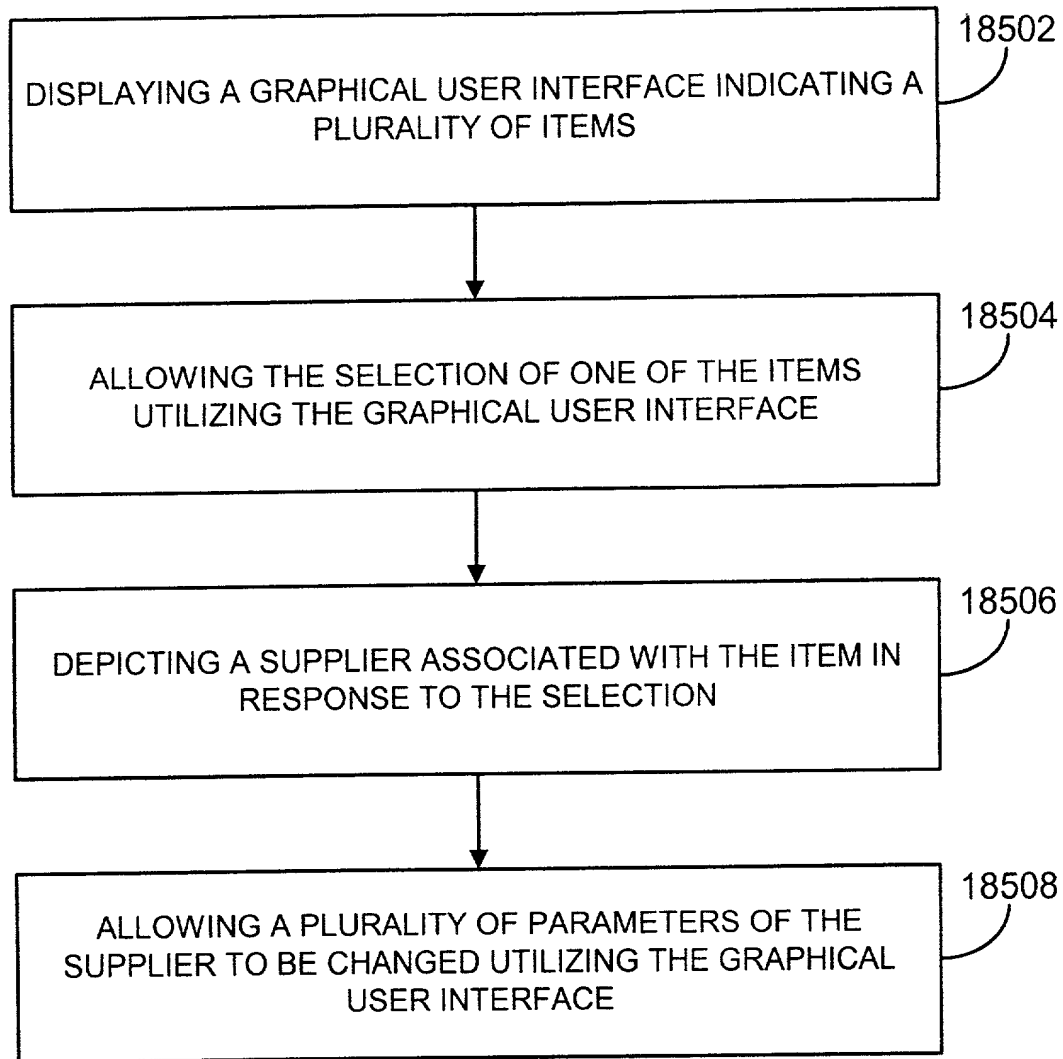 18502
DISPLAYING A GRAPHICAL USER INTERFACE INDICATING A
PLURALITY OF ITEMS
18504
ALLOWING THE SELECTION OF ONE OF THE ITEMS
UTILIZING THE GRAPHICAL USER INTERFACE
18506
DEPICTING A SUPPLIER ASSOCIATED WITH THE ITEM IN
RESPONSE TO THE SELECTION
18508
ALLOWING A PLURALITY OF PARAMETERS OF THE
SUPPLIER TO BE CHANGED UTILIZING THE GRAPHICAL
USER INTERFACE